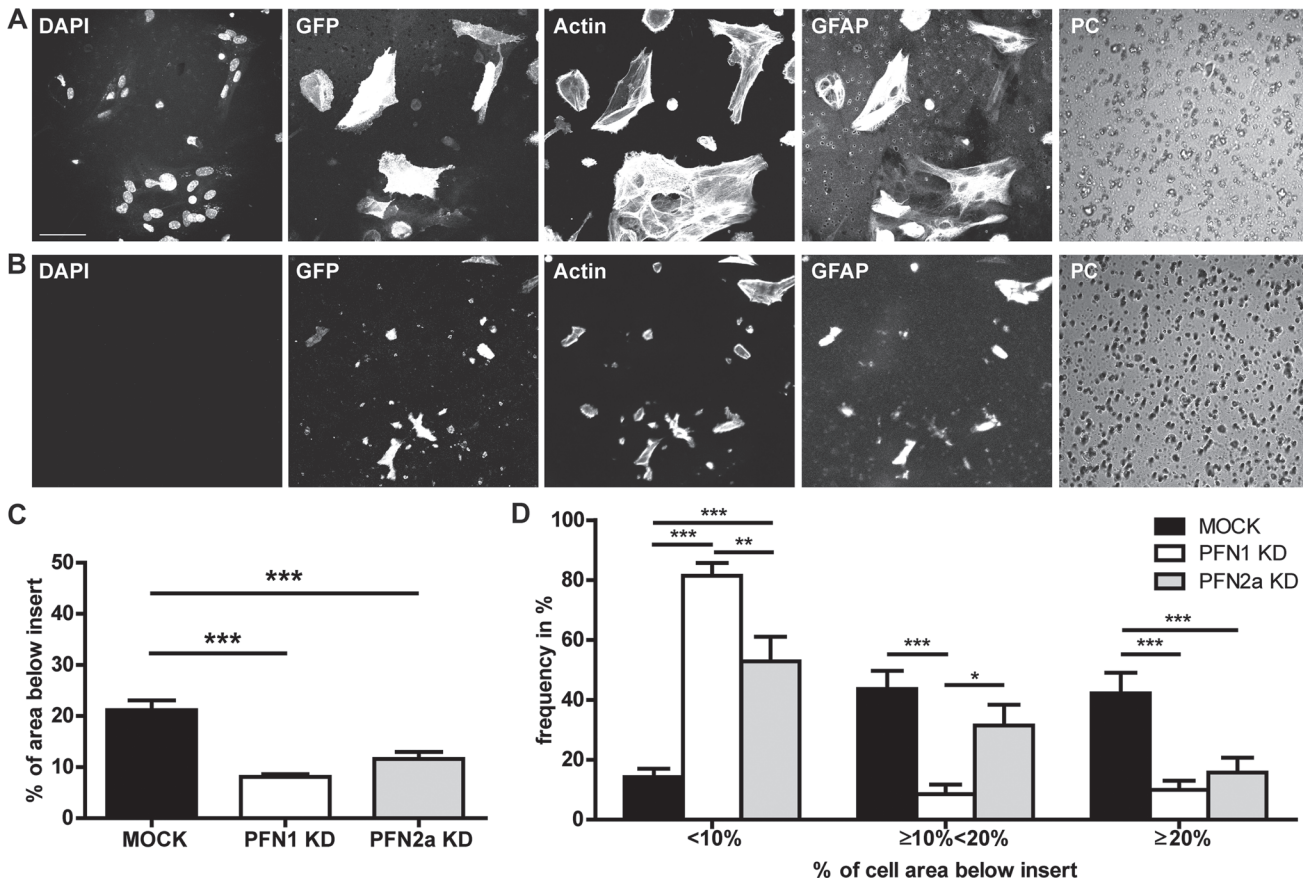 A
DAPI
GFP
Actin
GFAP
PC
B
DAPI
GFP
Actin
GFAP
PC
C
% of area below insert
50
40
30
20
10
0
***
***
MOCK
PFN1 KD
PFN2a KD
D
frequency in %
100
80
60
40
20
0
***
***
**
***
*
***
***
MOCK
PFN1 KD
PFN2a KD
<10%
≥10%<20%
≥20%
% of cell area below insert